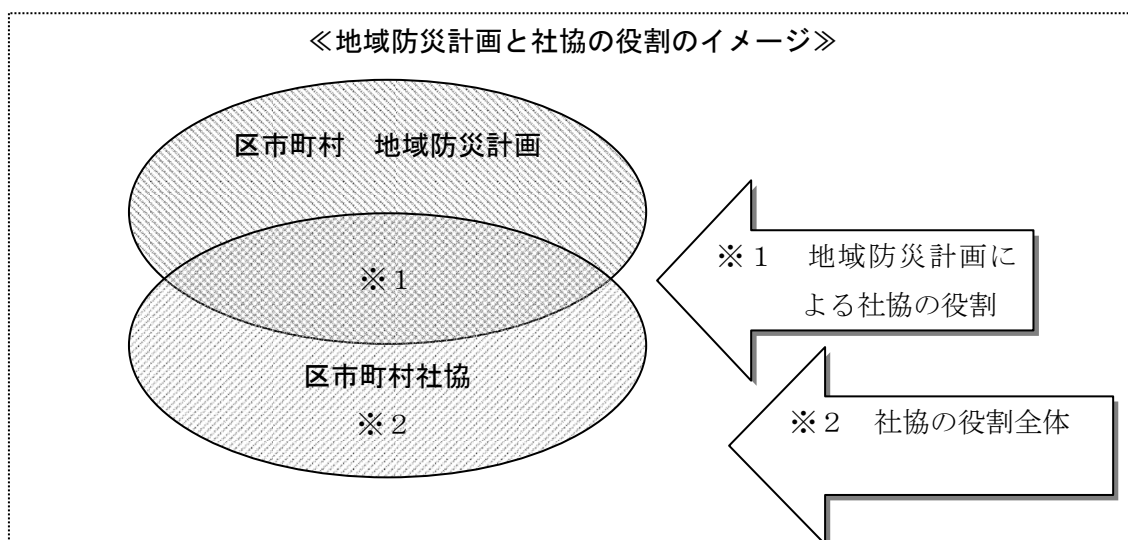 ≪地域防災計画と社協の役割のイメージ≫
区市町村　地域防災計画
※１
区市町村社協
※２
※１　地域防災計画に
よる社協の役割
※２　社協の役割全体